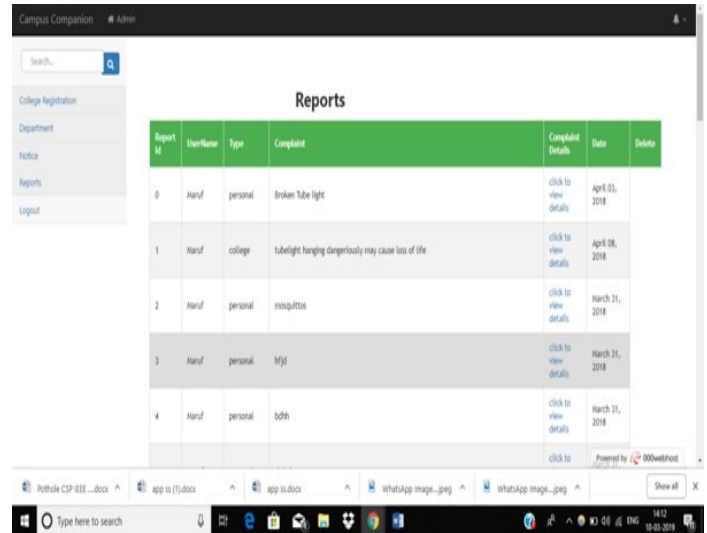 Campus Companion Admin
Search...
College Registration
Department
Notice
Reports
Logout
Reports
Report Id UserName Type Complaint Complaint Details Date Delete
0 Maruf personal Broken Tube light click to view details April 03, 2018
1 Maruf college tubelight hanging dangeriously may cause loss of life click to view details April 08, 2018
2 Maruf personal mosquittos click to view details March 31, 2018
3 Maruf personal hfjd click to view details March 31, 2018
4 Maruf personal bdhh click to view details March 31, 2018
click to
Powered by 000webhost
Pothole CSP IEEE ....docx
app ss (1).docx
app ss.docx
WhatsApp Image....jpeg
WhatsApp Image....jpeg
Show all
Type here to search
ENG
14:12
10-03-2019